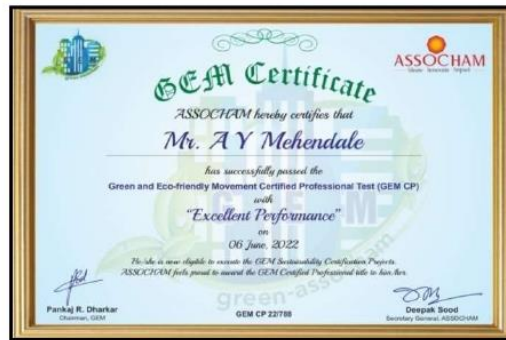 ASSOCHAM
GEM Certificate
ASSOCHAM hereby certifies that
Mr. A Y Mehendale
has successfully passed the
Green and Eco-friendly Movement Certified Professional Test (GEM CP)
with
"Excellent Performance"
on
06 June, 2022
He/she is now eligible to execute the GEM Sustainability Certification Projects.
ASSOCHAM feels proud to award the GEM Certified Professional title to him/her.
green-assocham
Pankaj R. Dharkar
Chairman, GEM
GEM CP 22/788
Deepak Sood
Secretary General, ASSOCHAM